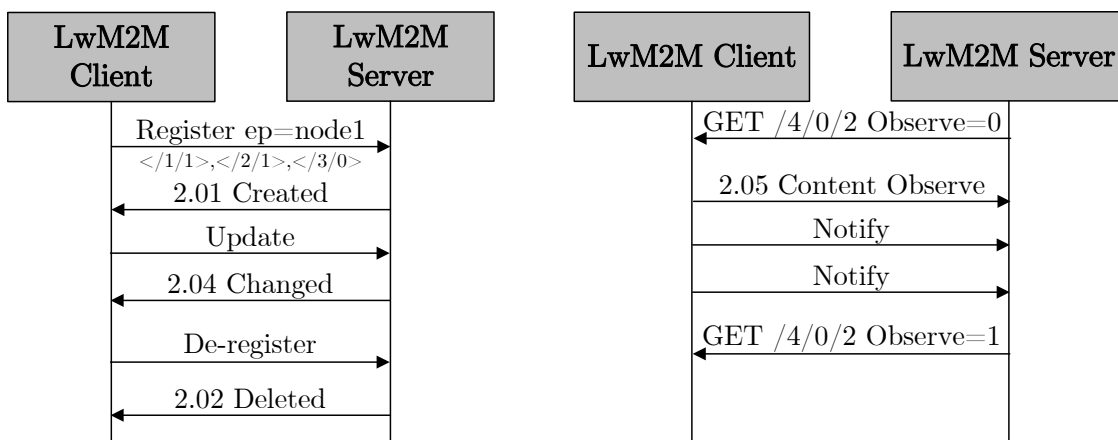 LwM2M
Client
LwM2M
Server
Register ep=node1
</1/1>,</2/1>,</3/0>
2.01 Created
Update
2.04 Changed
De-register
2.02 Deleted
LwM2M Client
LwM2M Server
GET /4/0/2 Observe=0
2.05 Content Observe
Notify
Notify
GET /4/0/2 Observe=1